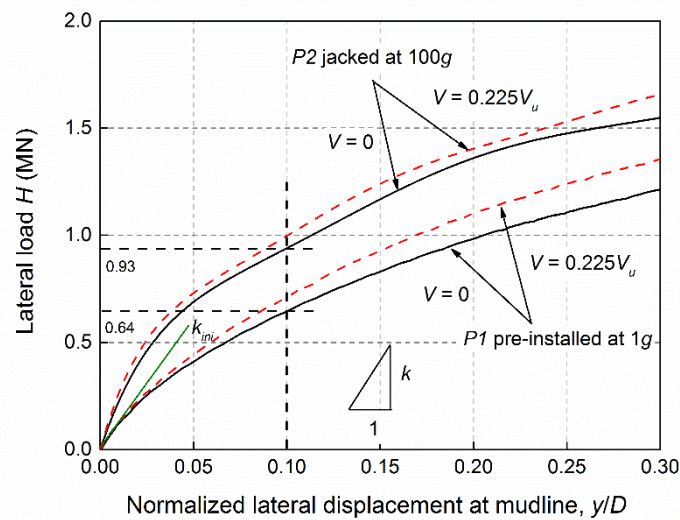 2.0
P2 jacked at 100g
V = 0.225Vu
1.5
V = 0
Lateral load H (MN)
1.0
0.93
V = 0.225Vu
V = 0
0.64
kini
P1 pre-installed at 1g
0.5
k
1
0.0
0.00 0.05 0.10 0.15 0.20 0.25 0.30
Normalized lateral displacement at mudline, y/D